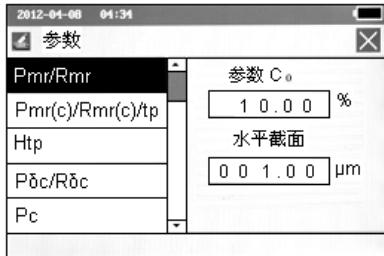 2012-04-08 04:34
参数
Pmr/Rmr
Pmr(c)/Rmr(c)/tp
Htp
Pδc/Rδc
Pc
参数 C₀
10.00 %
水平截面
001.00 μm